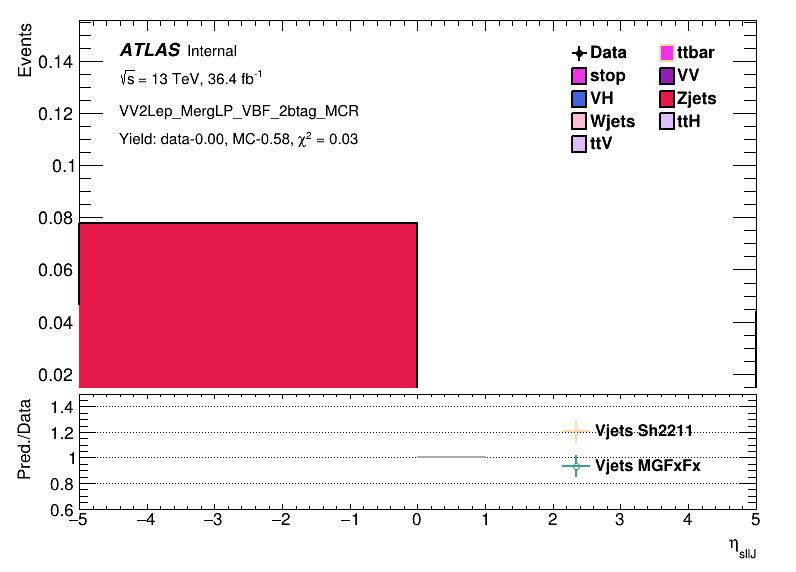 Events
0.14
0.12
0.1
0.08
0.06
0.04
0.02
ATLAS Internal
√s = 13 TeV, 36.4 fb⁻¹
VV2Lep_MergLP_VBF_2btag_MCR
Yield: data-0.00, MC-0.58, χ² = 0.03
Data ttbar
stop VV
VH Zjets
Wjets ttH
ttV
Pred./Data
1.4
1.2
1
0.8
0.6
Vjets Sh2211
Vjets MGFxFx
−5 −4 −3 −2 −1 0 1 2 3 4 5
η_sllJ